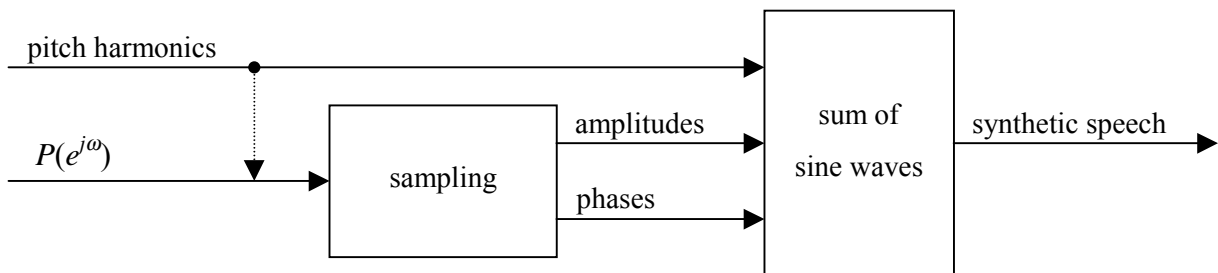 pitch harmonics
P(e^{jω})
sampling
amplitudes
phases
sum of
sine waves
synthetic speech